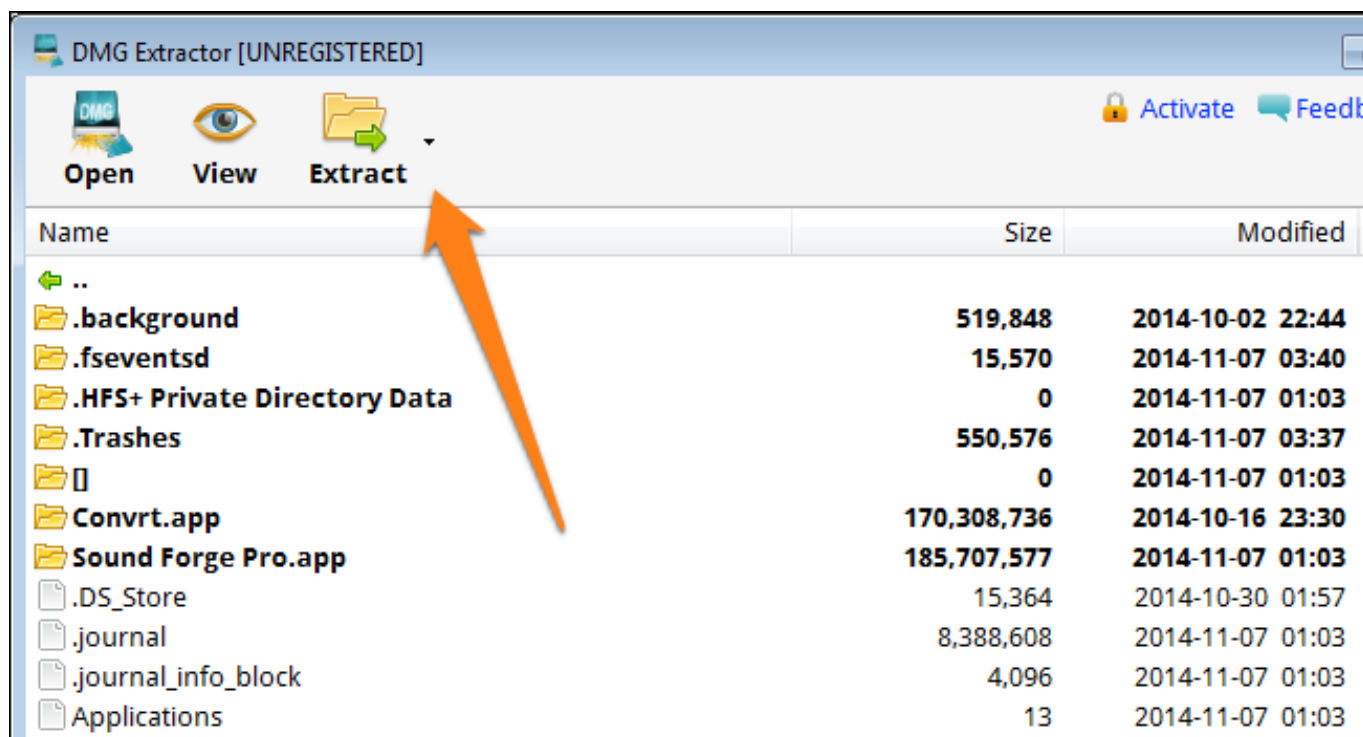 DMG Extractor [UNREGISTERED]
DMG
Open View Extract
Activate Feedb
Name Size Modified
..
.background 519,848 2014-10-02 22:44
.fseventsd 15,570 2014-11-07 03:40
.HFS+ Private Directory Data 0 2014-11-07 01:03
.Trashes 550,576 2014-11-07 03:37
[] 0 2014-11-07 01:03
Convrt.app 170,308,736 2014-10-16 23:30
Sound Forge Pro.app 185,707,577 2014-11-07 01:03
.DS_Store 15,364 2014-10-30 01:57
.journal 8,388,608 2014-11-07 01:03
.journal_info_block 4,096 2014-11-07 01:03
Applications 13 2014-11-07 01:03